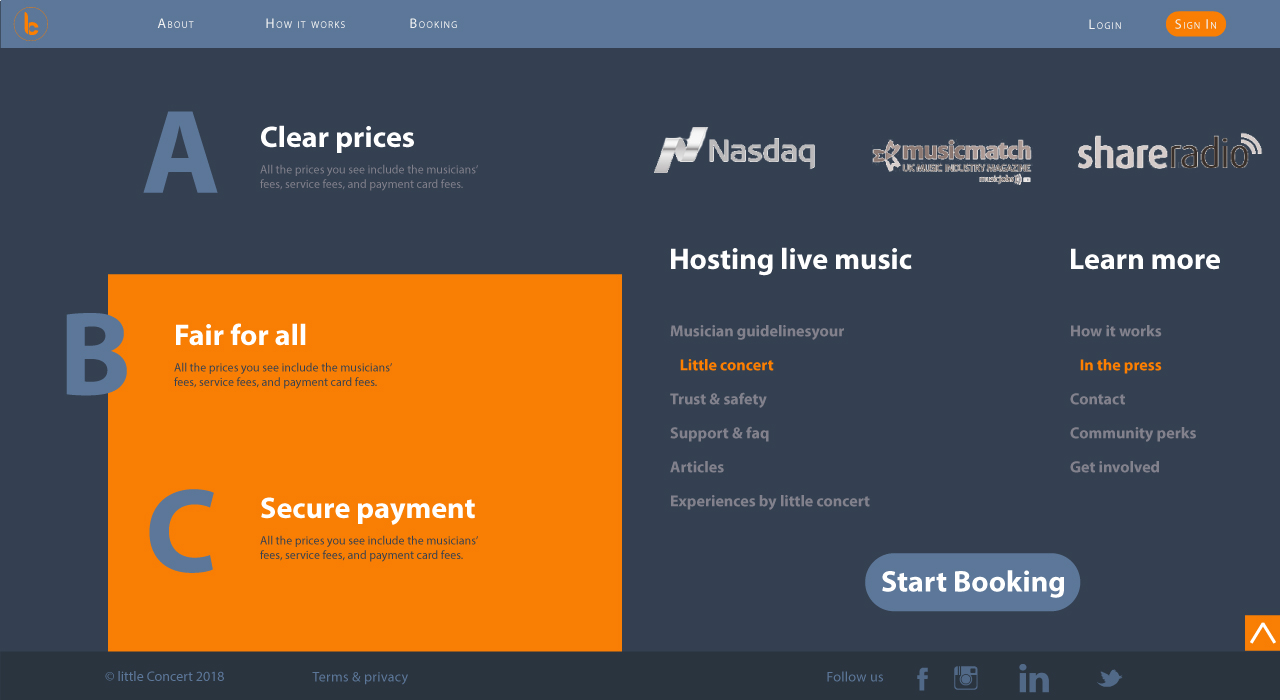 b
About
How it works
Booking
Login
Sign In
A
Clear prices
All the prices you see include the musicians'
fees, service fees, and payment card fees.
B
Fair for all
All the prices you see include the musicians'
fees, service fees, and payment card fees.
C
Secure payment
All the prices you see include the musicians'
fees, service fees, and payment card fees.
Nasdaq
musicmatch
UK MUSIC INDUSTRY MAGAZINE
musicjobs
shareradio
Hosting live music
Musician guidelinesyour
Little concert
Trust & safety
Support & faq
Articles
Experiences by little concert
Learn more
How it works
In the press
Contact
Community perks
Get involved
Start Booking
© little Concert 2018
Terms & privacy
Follow us
f
in